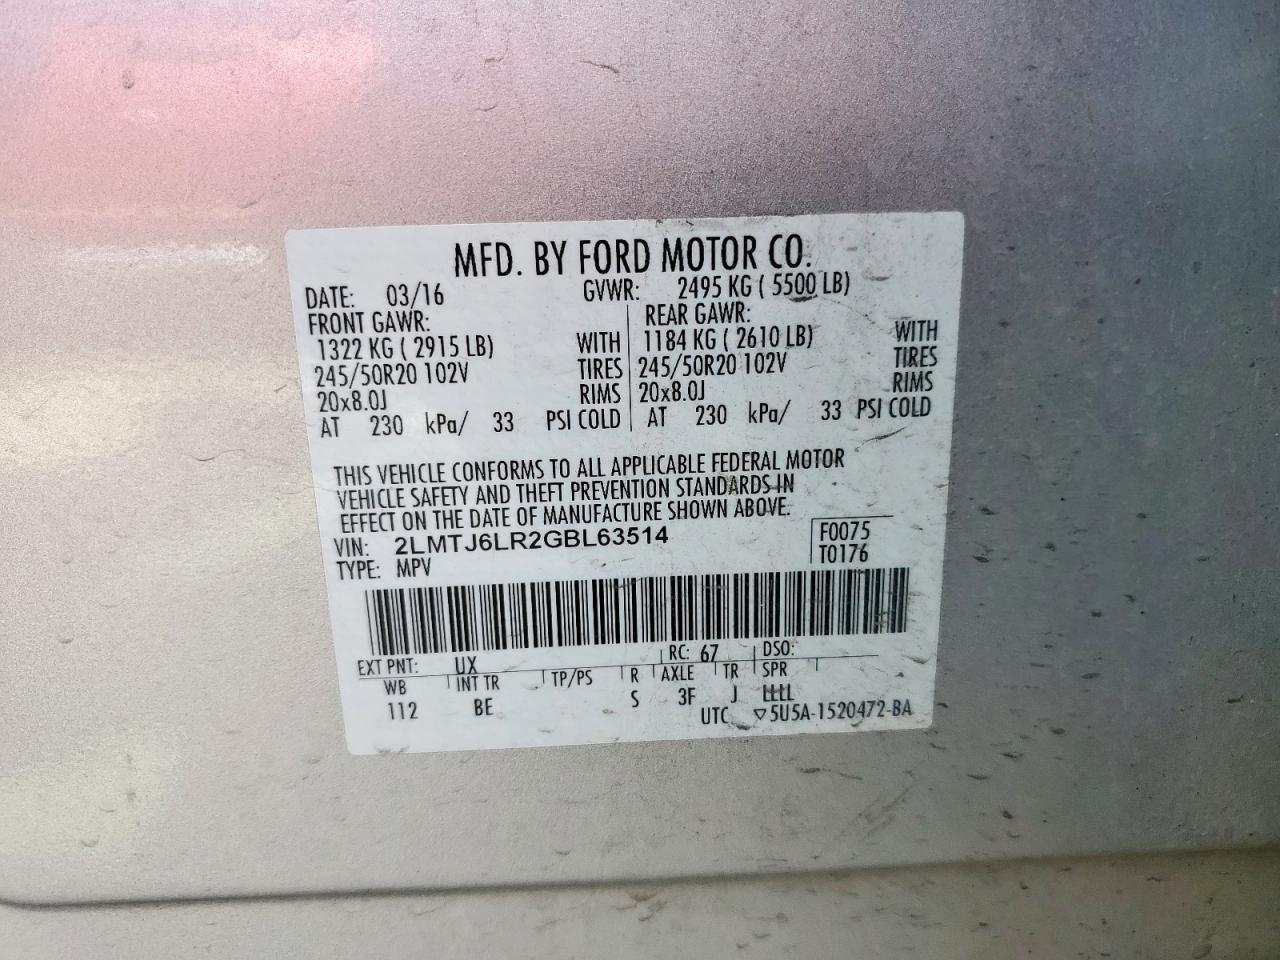 MFD. BY FORD MOTOR CO.
DATE: 03/16 GVWR: 2495 KG ( 5500 LB)
FRONT GAWR: REAR GAWR:
1322 KG ( 2915 LB) WITH 1184 KG ( 2610 LB) WITH
245/50R20 102V TIRES 245/50R20 102V TIRES
20x8.0J RIMS 20x8.0J RIMS
AT 230 kPa/ 33 PSI COLD AT 230 kPa/ 33 PSI COLD
THIS VEHICLE CONFORMS TO ALL APPLICABLE FEDERAL MOTOR
VEHICLE SAFETY AND THEFT PREVENTION STANDARDS IN
EFFECT ON THE DATE OF MANUFACTURE SHOWN ABOVE.
VIN: 2LMTJ6LR2GBL63514 F0075
TYPE: MPV T0176
EXT PNT: UX RC: 67 DSO:
WB INT TR TP/PS R AXLE TR SPR
112 BE S 3F J LLLL
UTC ▽5U5A-1520472-BA